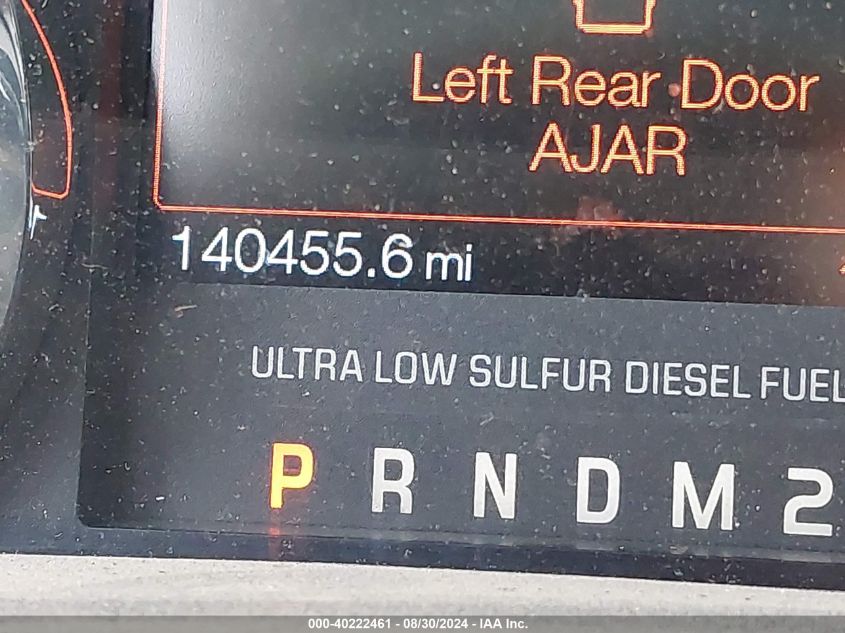 Left Rear Door
AJAR
140455.6 mi
ULTRA LOW SULFUR DIESEL FUEL
P R N D M 2
000-40222461 - 08/30/2024 - IAA Inc.